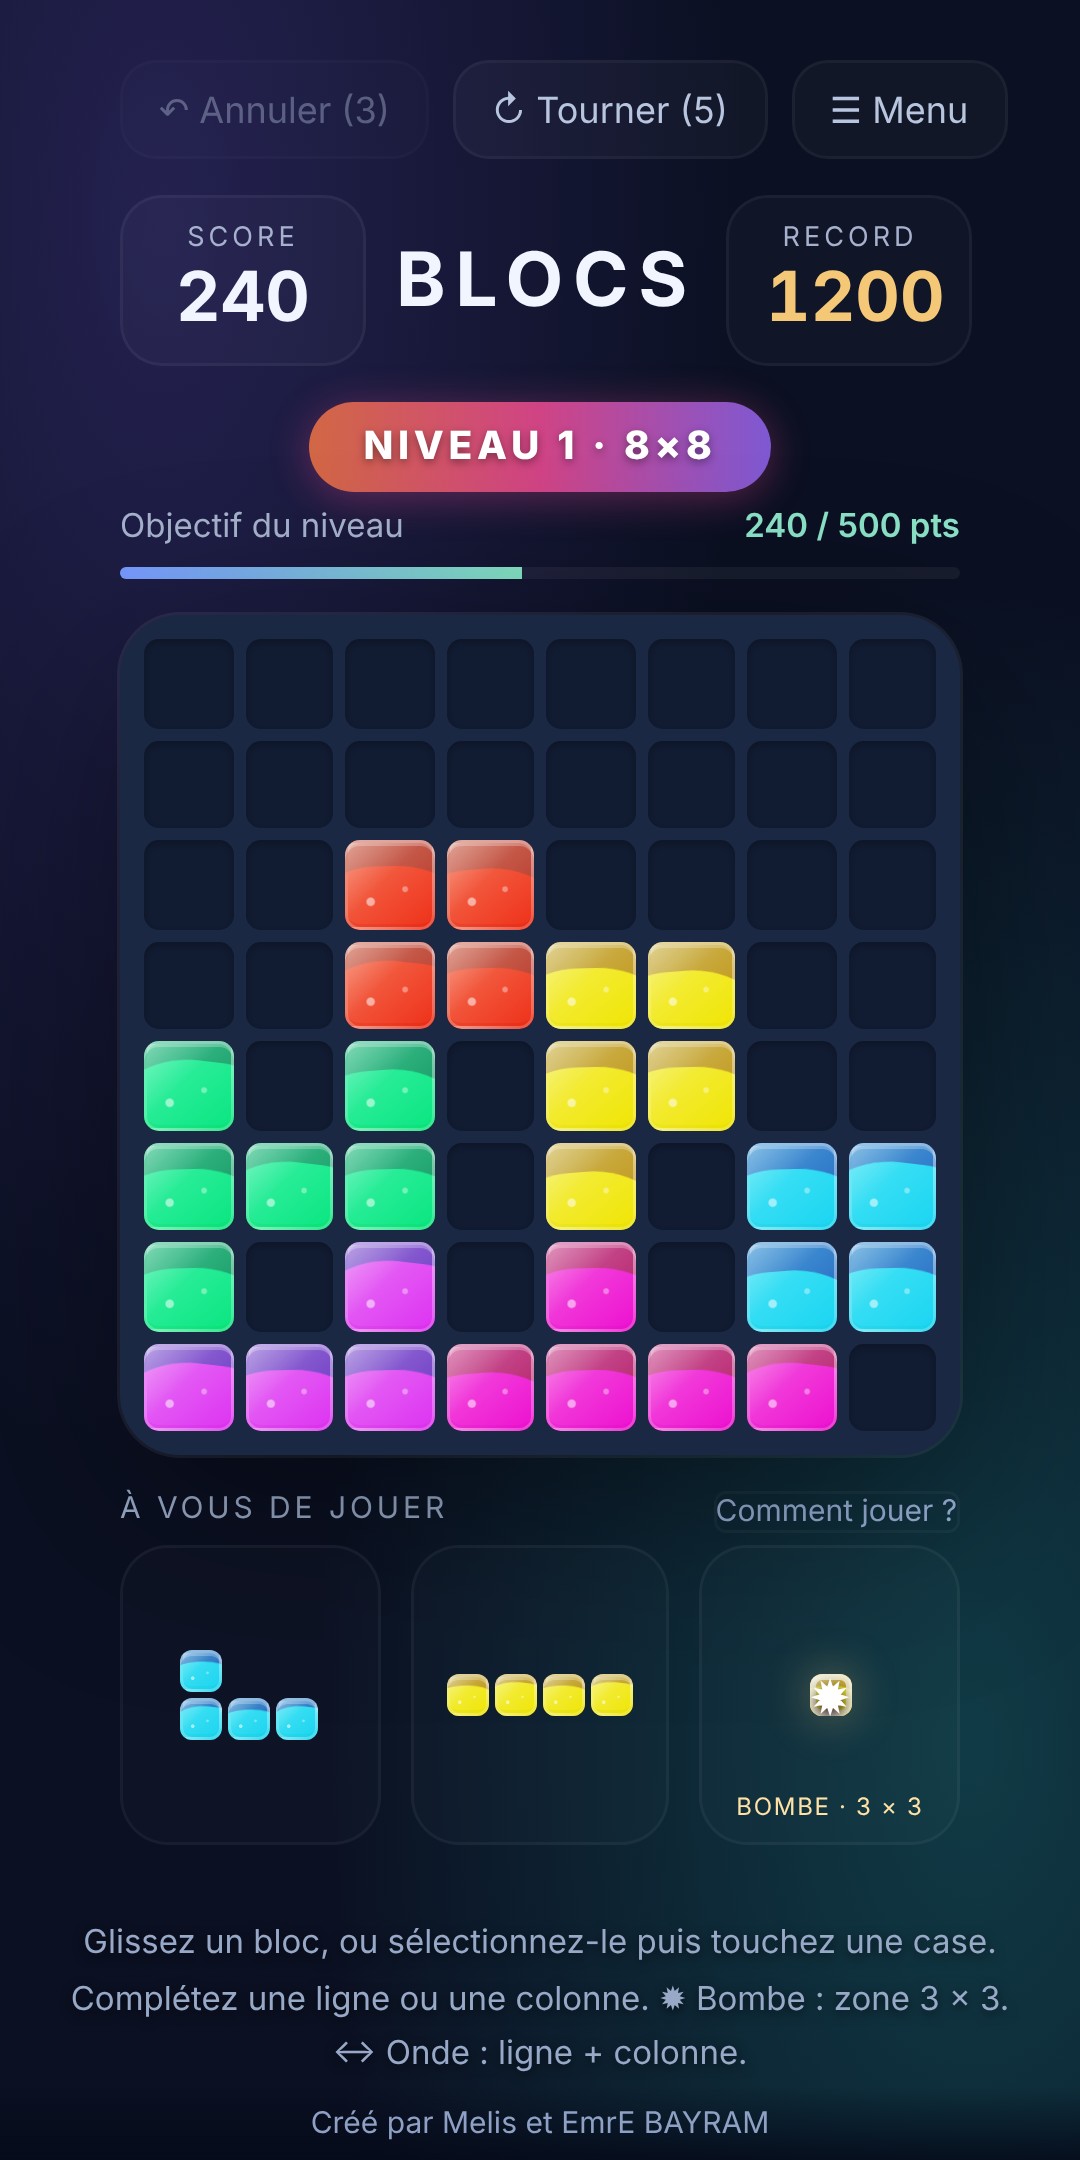 ↶ Annuler (3)
↻ Tourner (5)
☰ Menu
SCORE
240
BLOCS
RECORD
1200
NIVEAU 1 · 8×8
Objectif du niveau
240 / 500 pts
À VOUS DE JOUER
Comment jouer ?
BOMBE · 3 × 3
Glissez un bloc, ou sélectionnez-le puis touchez une case.
Complétez une ligne ou une colonne. ✹ Bombe : zone 3 × 3.
↔ Onde : ligne + colonne.
Créé par Melis et EmrE BAYRAM